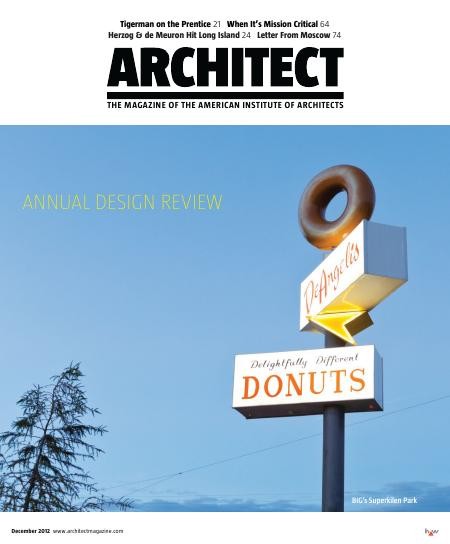 Tigerman on the Prentice 21 When It's Mission Critical 64
Herzog & de Meuron Hit Long Island 24 Letter From Moscow 74
ARCHITECT
THE MAGAZINE OF THE AMERICAN INSTITUTE OF ARCHITECTS
ANNUAL DESIGN REVIEW
DeAngelis
Delightfully Different
DONUTS
BIG's Superkilen Park
December 2012 www.architectmagazine.com